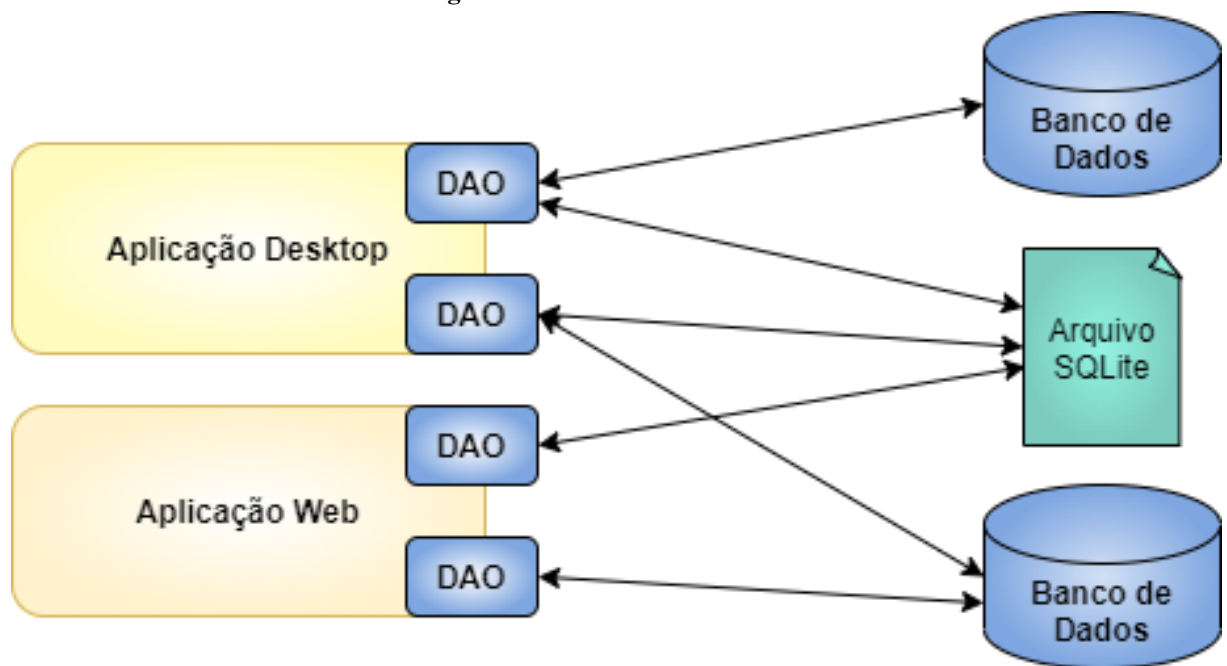 DAO
Banco de
Dados
Aplicação Desktop
DAO
Arquivo
SQLite
DAO
Aplicação Web
DAO
Banco de
Dados